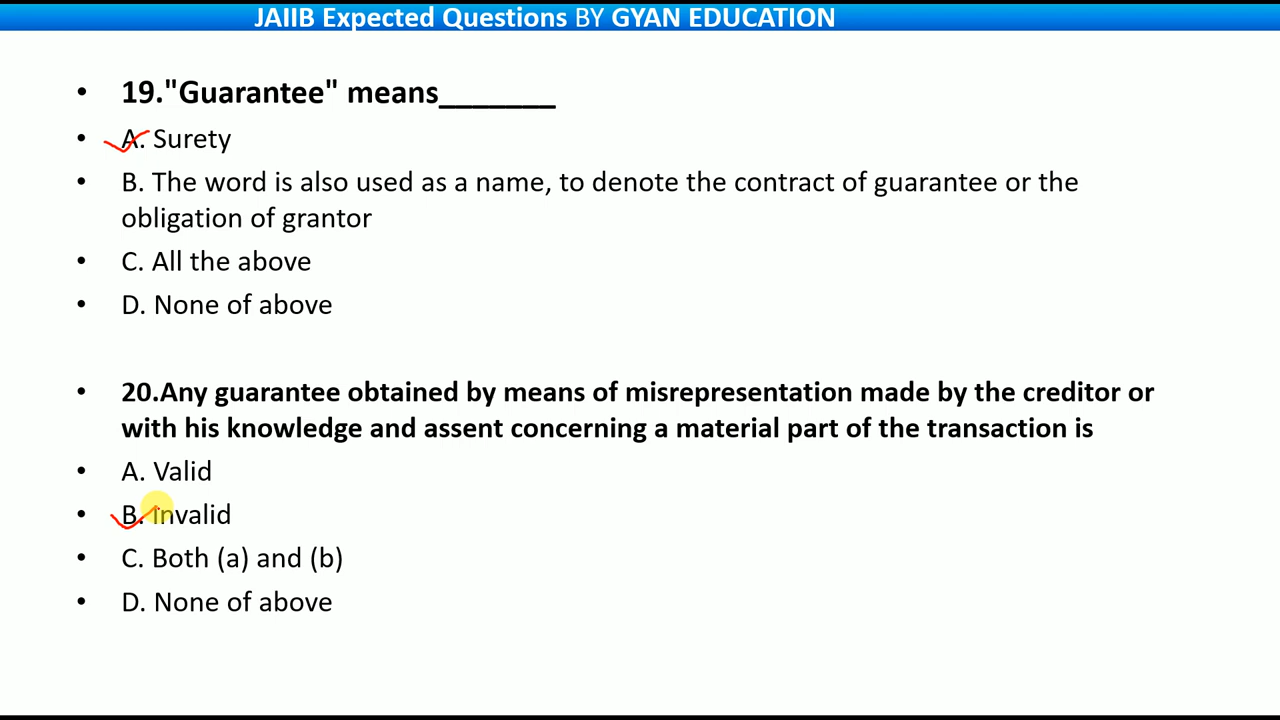 JAIIB Expected Questions BY GYAN EDUCATION
• 19."Guarantee" means_______
• A. Surety
• B. The word is also used as a name, to denote the contract of guarantee or the
obligation of grantor
• C. All the above
• D. None of above
• 20.Any guarantee obtained by means of misrepresentation made by the creditor or
with his knowledge and assent concerning a material part of the transaction is
• A. Valid
• B. Invalid
• C. Both (a) and (b)
• D. None of above